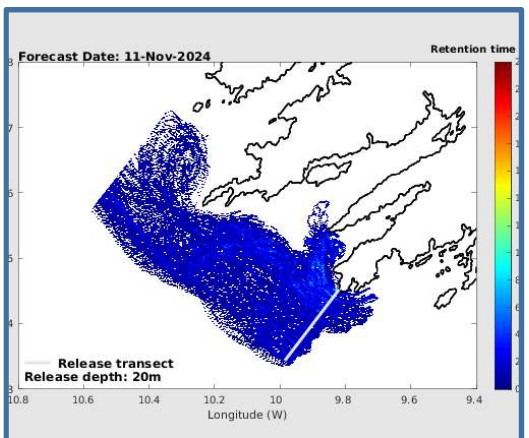 Forecast Date: 11-Nov-2024
Retention time
Release transect
Release depth: 20m
10.8
10.6
10.4
10.2
10
9.8
9.6
9.4
Longitude (W)